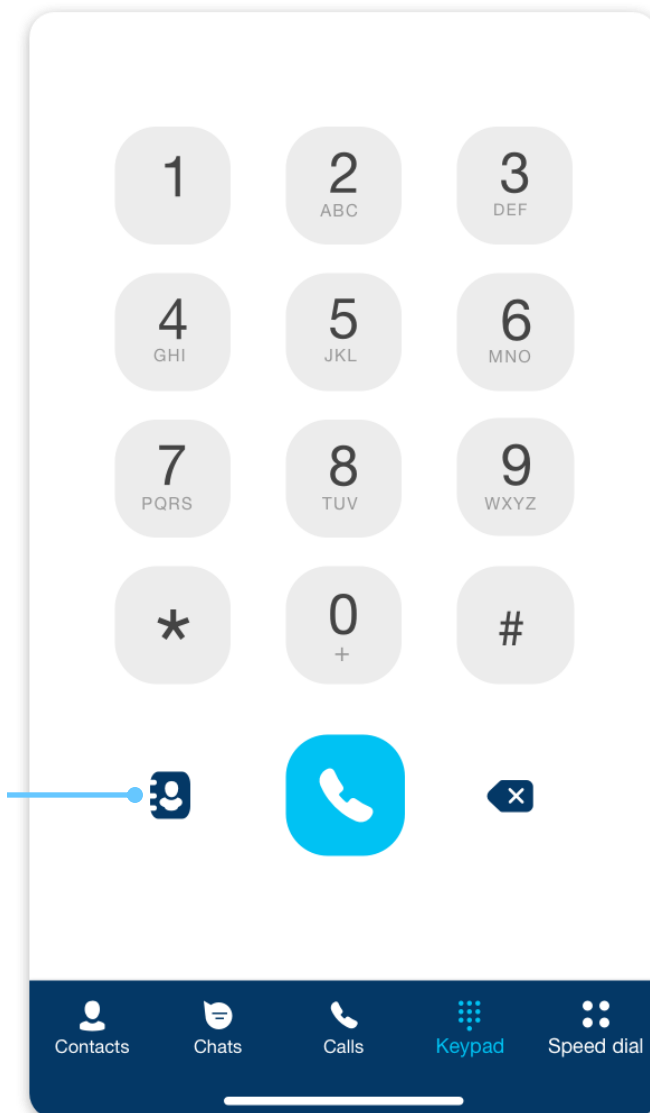 1 2 3
ABC DEF
4 5 6
GHI JKL MNO
7 8 9
PQRS TUV WXYZ
* 0 #
+
Contacts Chats Calls Keypad Speed dial